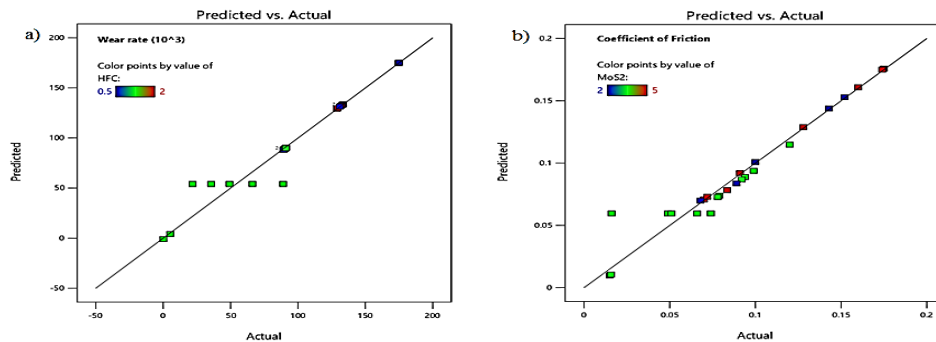 a)
Predicted vs. Actual
Wear rate (10^3)
Color points by value of
HFC:
0.5 2
Predicted
200
150
100
50
0
-50
-50 0 50 100 150 200
Actual
b)
Predicted vs. Actual
Coefficient of Friction
Color points by value of
MoS2:
2 5
Predicted
0.2
0.15
0.1
0.05
0
0 0.05 0.1 0.15 0.2
Actual